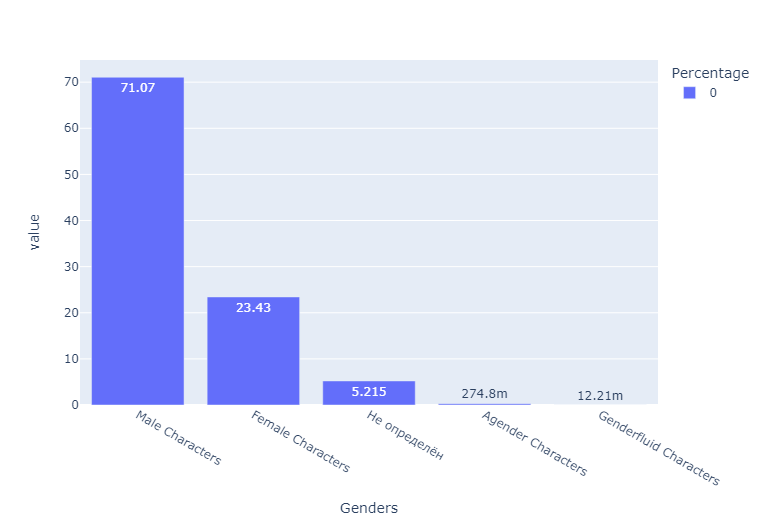 Percentage
0
value
70
60
50
40
30
20
10
0
71.07
23.43
5.215
274.8m
12.21m
Male Characters
Female Characters
Не определён
Agender Characters
Genderfluid Characters
Genders